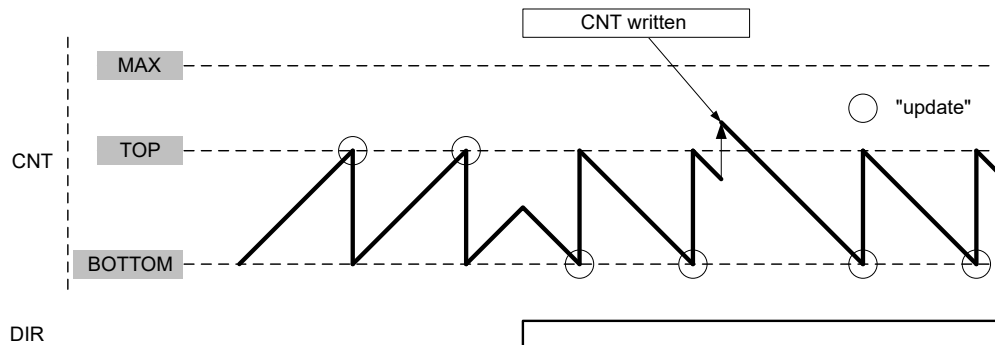 CNT written
MAX
"update"
TOP
CNT
BOTTOM
DIR